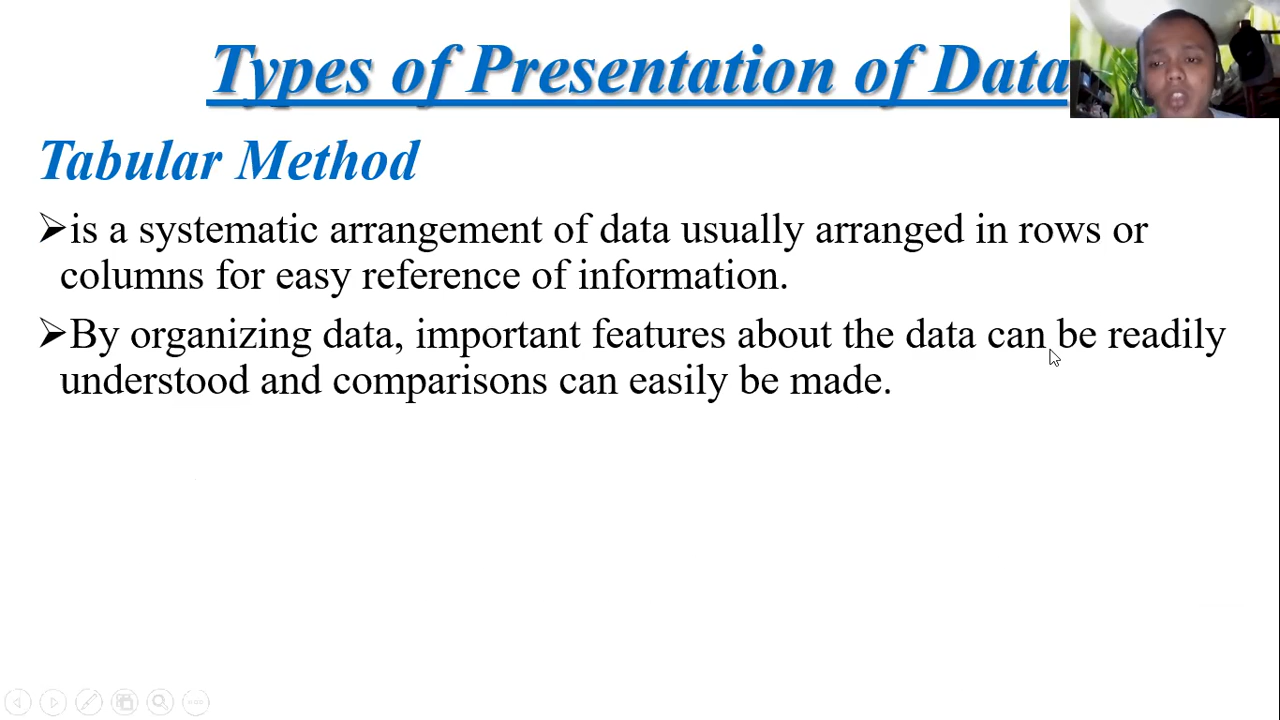 Types of Presentation of Data
Tabular Method
➢is a systematic arrangement of data usually arranged in rows or
columns for easy reference of information.
➢By organizing data, important features about the data can be readily
understood and comparisons can easily be made.